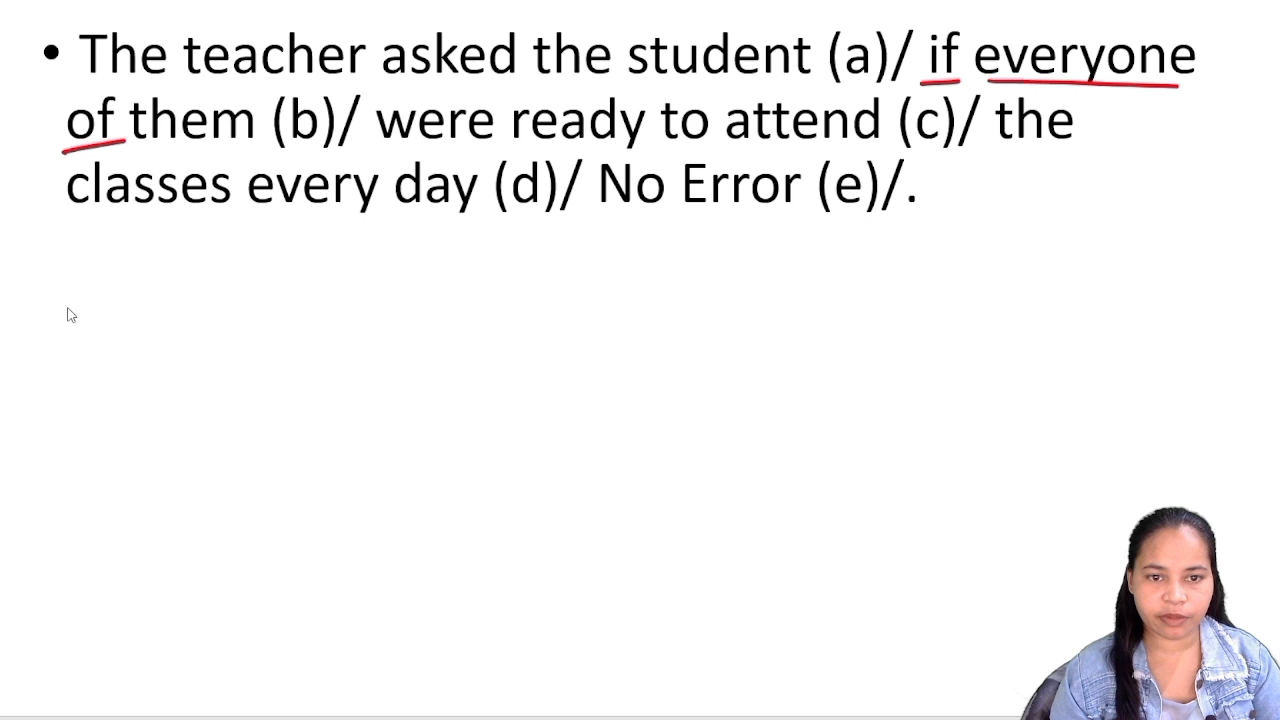 • The teacher asked the student (a)/ if everyone
of them (b)/ were ready to attend (c)/ the
classes every day (d)/ No Error (e)/.